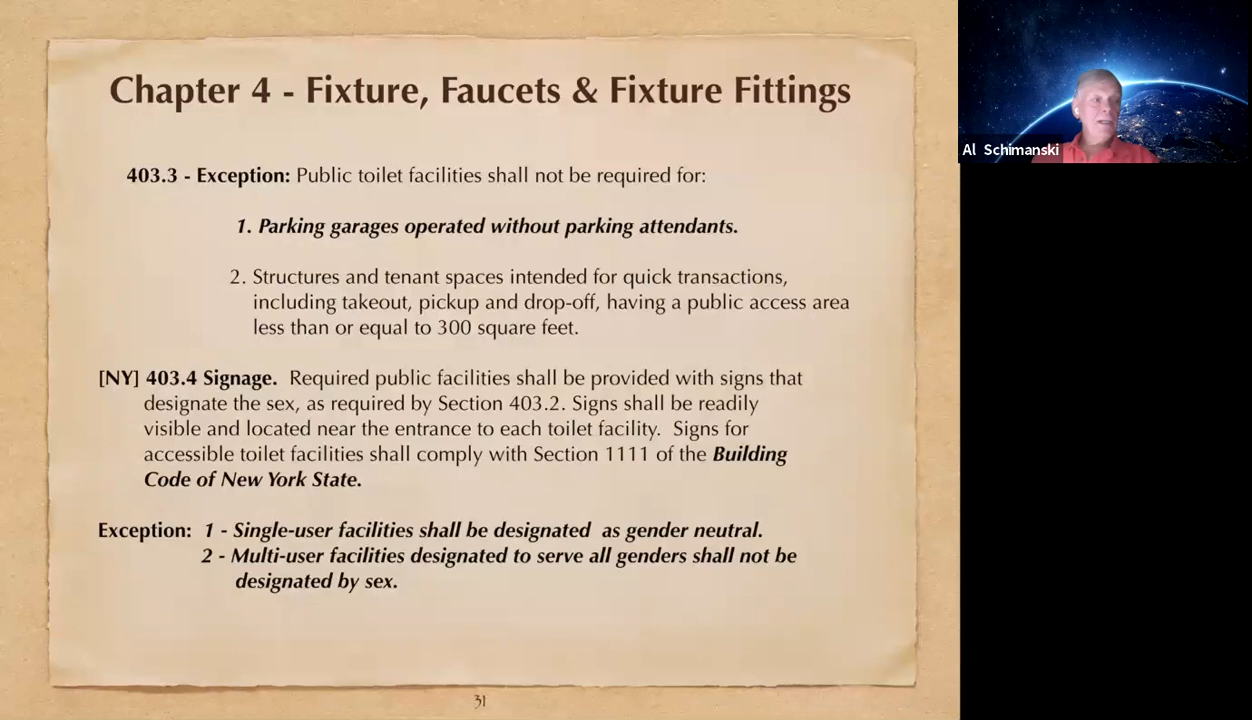 Chapter 4 - Fixture, Faucets & Fixture Fittings
403.3 - Exception: Public toilet facilities shall not be required for:
1. Parking garages operated without parking attendants.
2. Structures and tenant spaces intended for quick transactions,
including takeout, pickup and drop-off, having a public access area
less than or equal to 300 square feet.
[NY] 403.4 Signage. Required public facilities shall be provided with signs that
designate the sex, as required by Section 403.2. Signs shall be readily
visible and located near the entrance to each toilet facility. Signs for
accessible toilet facilities shall comply with Section 1111 of the Building
Code of New York State.
Exception: 1 - Single-user facilities shall be designated as gender neutral.
2 - Multi-user facilities designated to serve all genders shall not be
designated by sex.
31
Al Schimanski